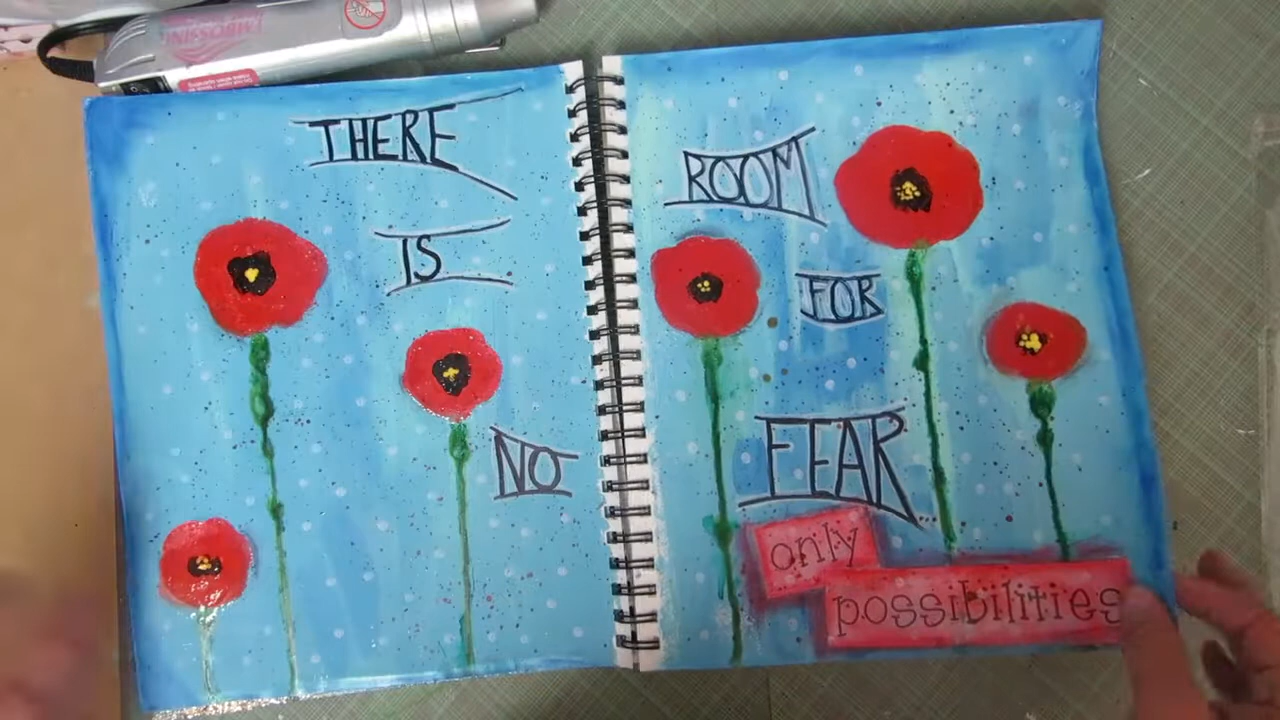 EMBOSSING
THERE
IS
NO
ROOM
FOR
FEAR...
only
possibilities